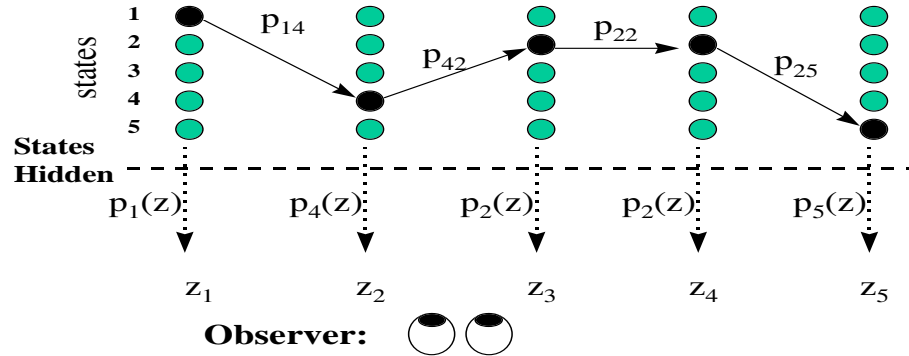 1
p14
2
p42
p22
p25
3
4
5
states
States
Hidden
p1(z) p4(z) p2(z) p2(z) p5(z)
z1 z2 z3 z4 z5
Observer: